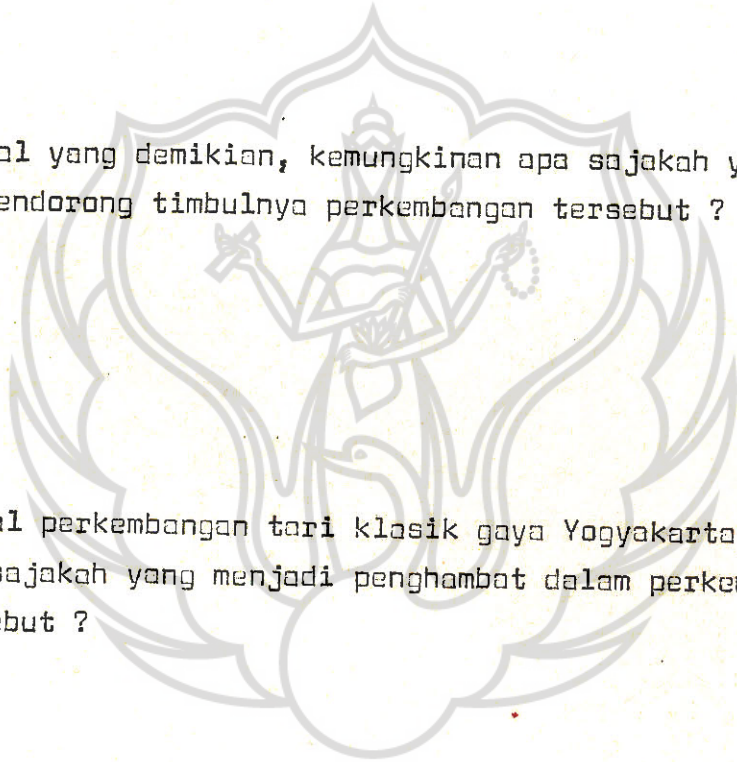 al yang demikian, kemungkinan apa sajakah y
endorong timbulnya perkembangan tersebut ?
al perkembangan tari klasik gaya Yogyakarta
sajakah yang menjadi penghambat dalam perke
ebut ?